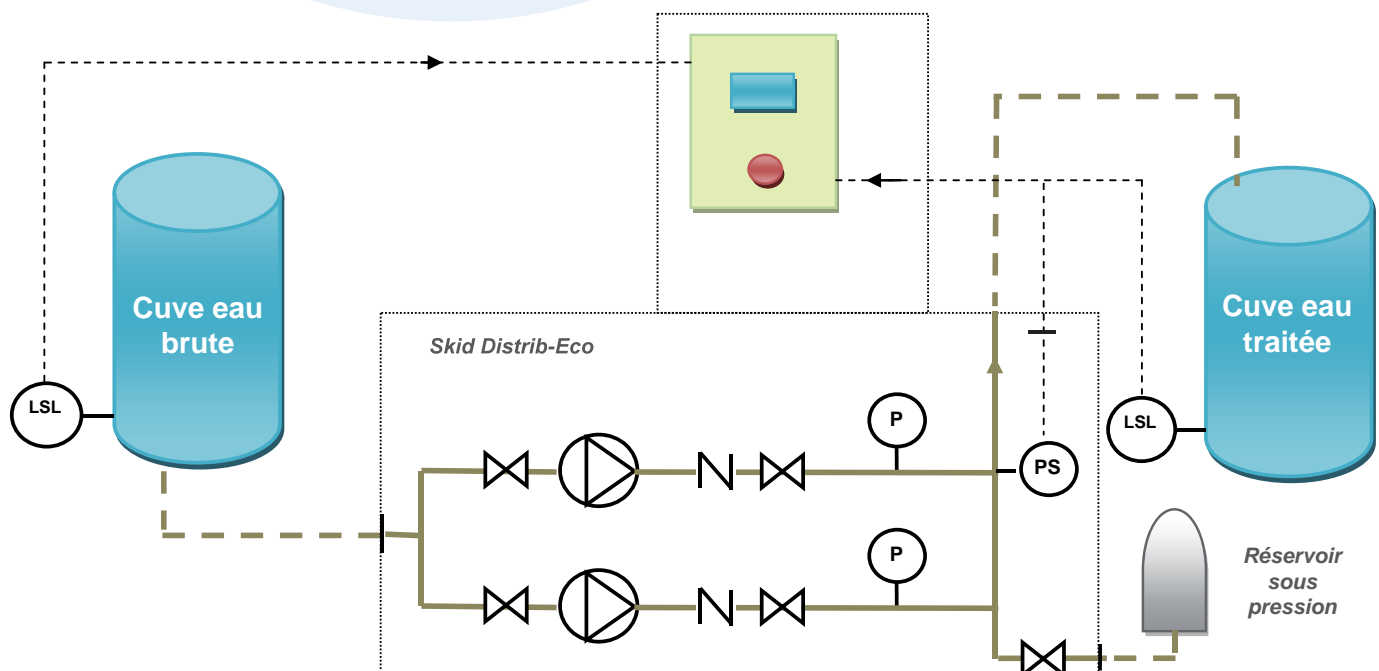 Cuve eau
brute
LSL
Skid Distrib-Eco
P
P
PS
Cuve eau
traitée
LSL
Réservoir
sous
pression